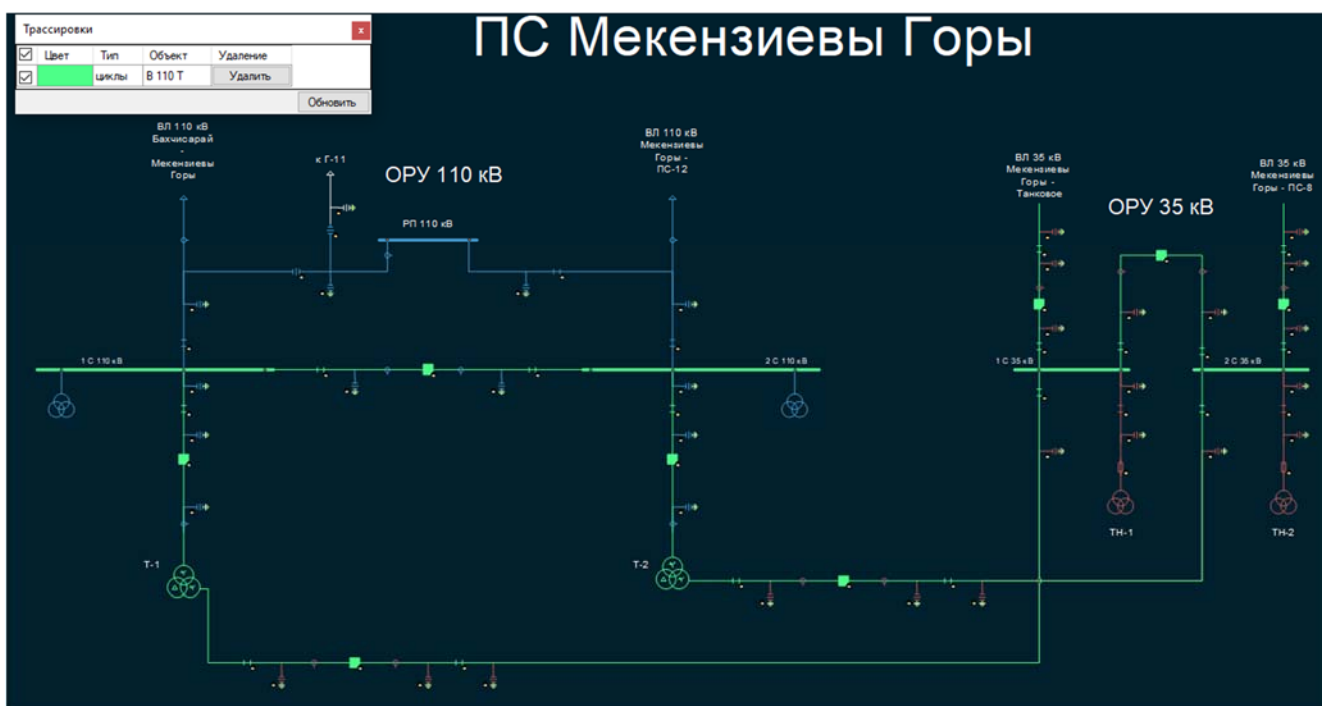 Трассировки
x
ПС Мекензиевы Горы
Цвет Тип Объект Удаление
циклы В 110 Т Удалить
Обновить
ВЛ 110 кВ
Бахчисарай
-
Мекензиевы
Горы
к Г-11
ОРУ 110 кВ
РП 110 кВ
ВЛ 110 кВ
Мекензиевы
Горы -
ПС-12
ВЛ 35 кВ
Мекензиевы
Горы -
Танковое
ОРУ 35 кВ
ВЛ 35 кВ
Мекензиевы
Горы - ПС-8
1 С 110 кВ
2 С 110 кВ
1 С 35 кВ
2 С 35 кВ
ТН-1
ТН-2
Т-1
Т-2